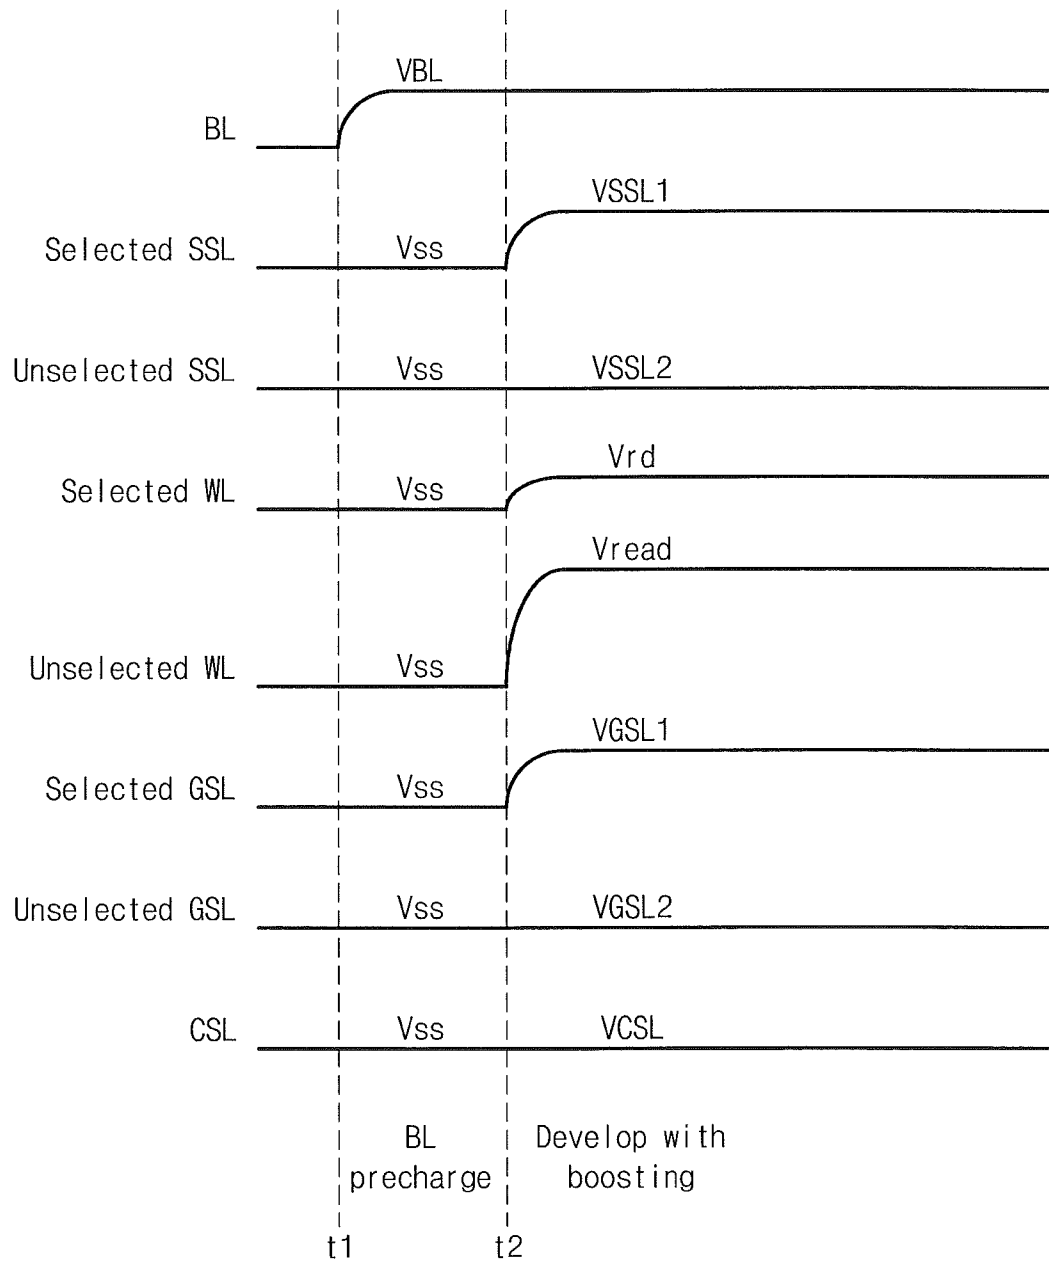 VBL
BL
VSSL1
Selected SSL Vss
Unselected SSL Vss VSSL2
Vrd
Selected WL Vss
Vread
Unselected WL Vss
VGSL1
Selected GSL Vss
Unselected GSL Vss VGSL2
CSL Vss VCSL
BL
precharge
Develop with
boosting
t1 t2